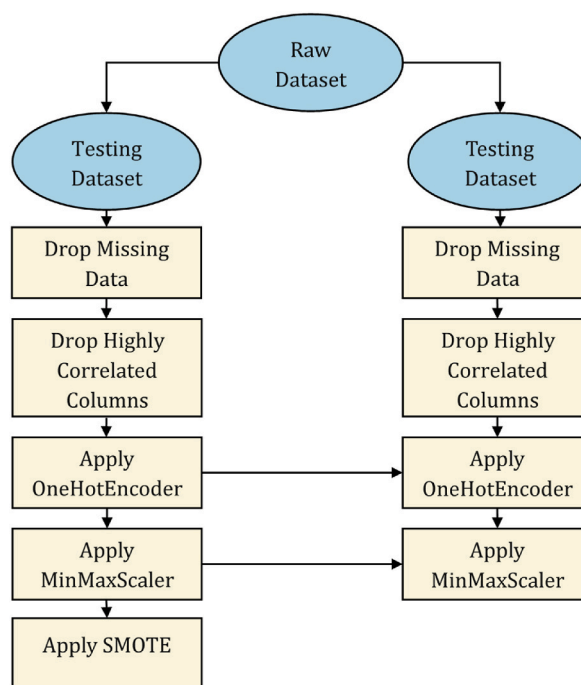 Raw
Dataset
Testing
Dataset
Testing
Dataset
Drop Missing
Data
Drop Missing
Data
Drop Highly
Correlated
Columns
Drop Highly
Correlated
Columns
Apply
OneHotEncoder
Apply
OneHotEncoder
Apply
MinMaxScaler
Apply
MinMaxScaler
Apply SMOTE